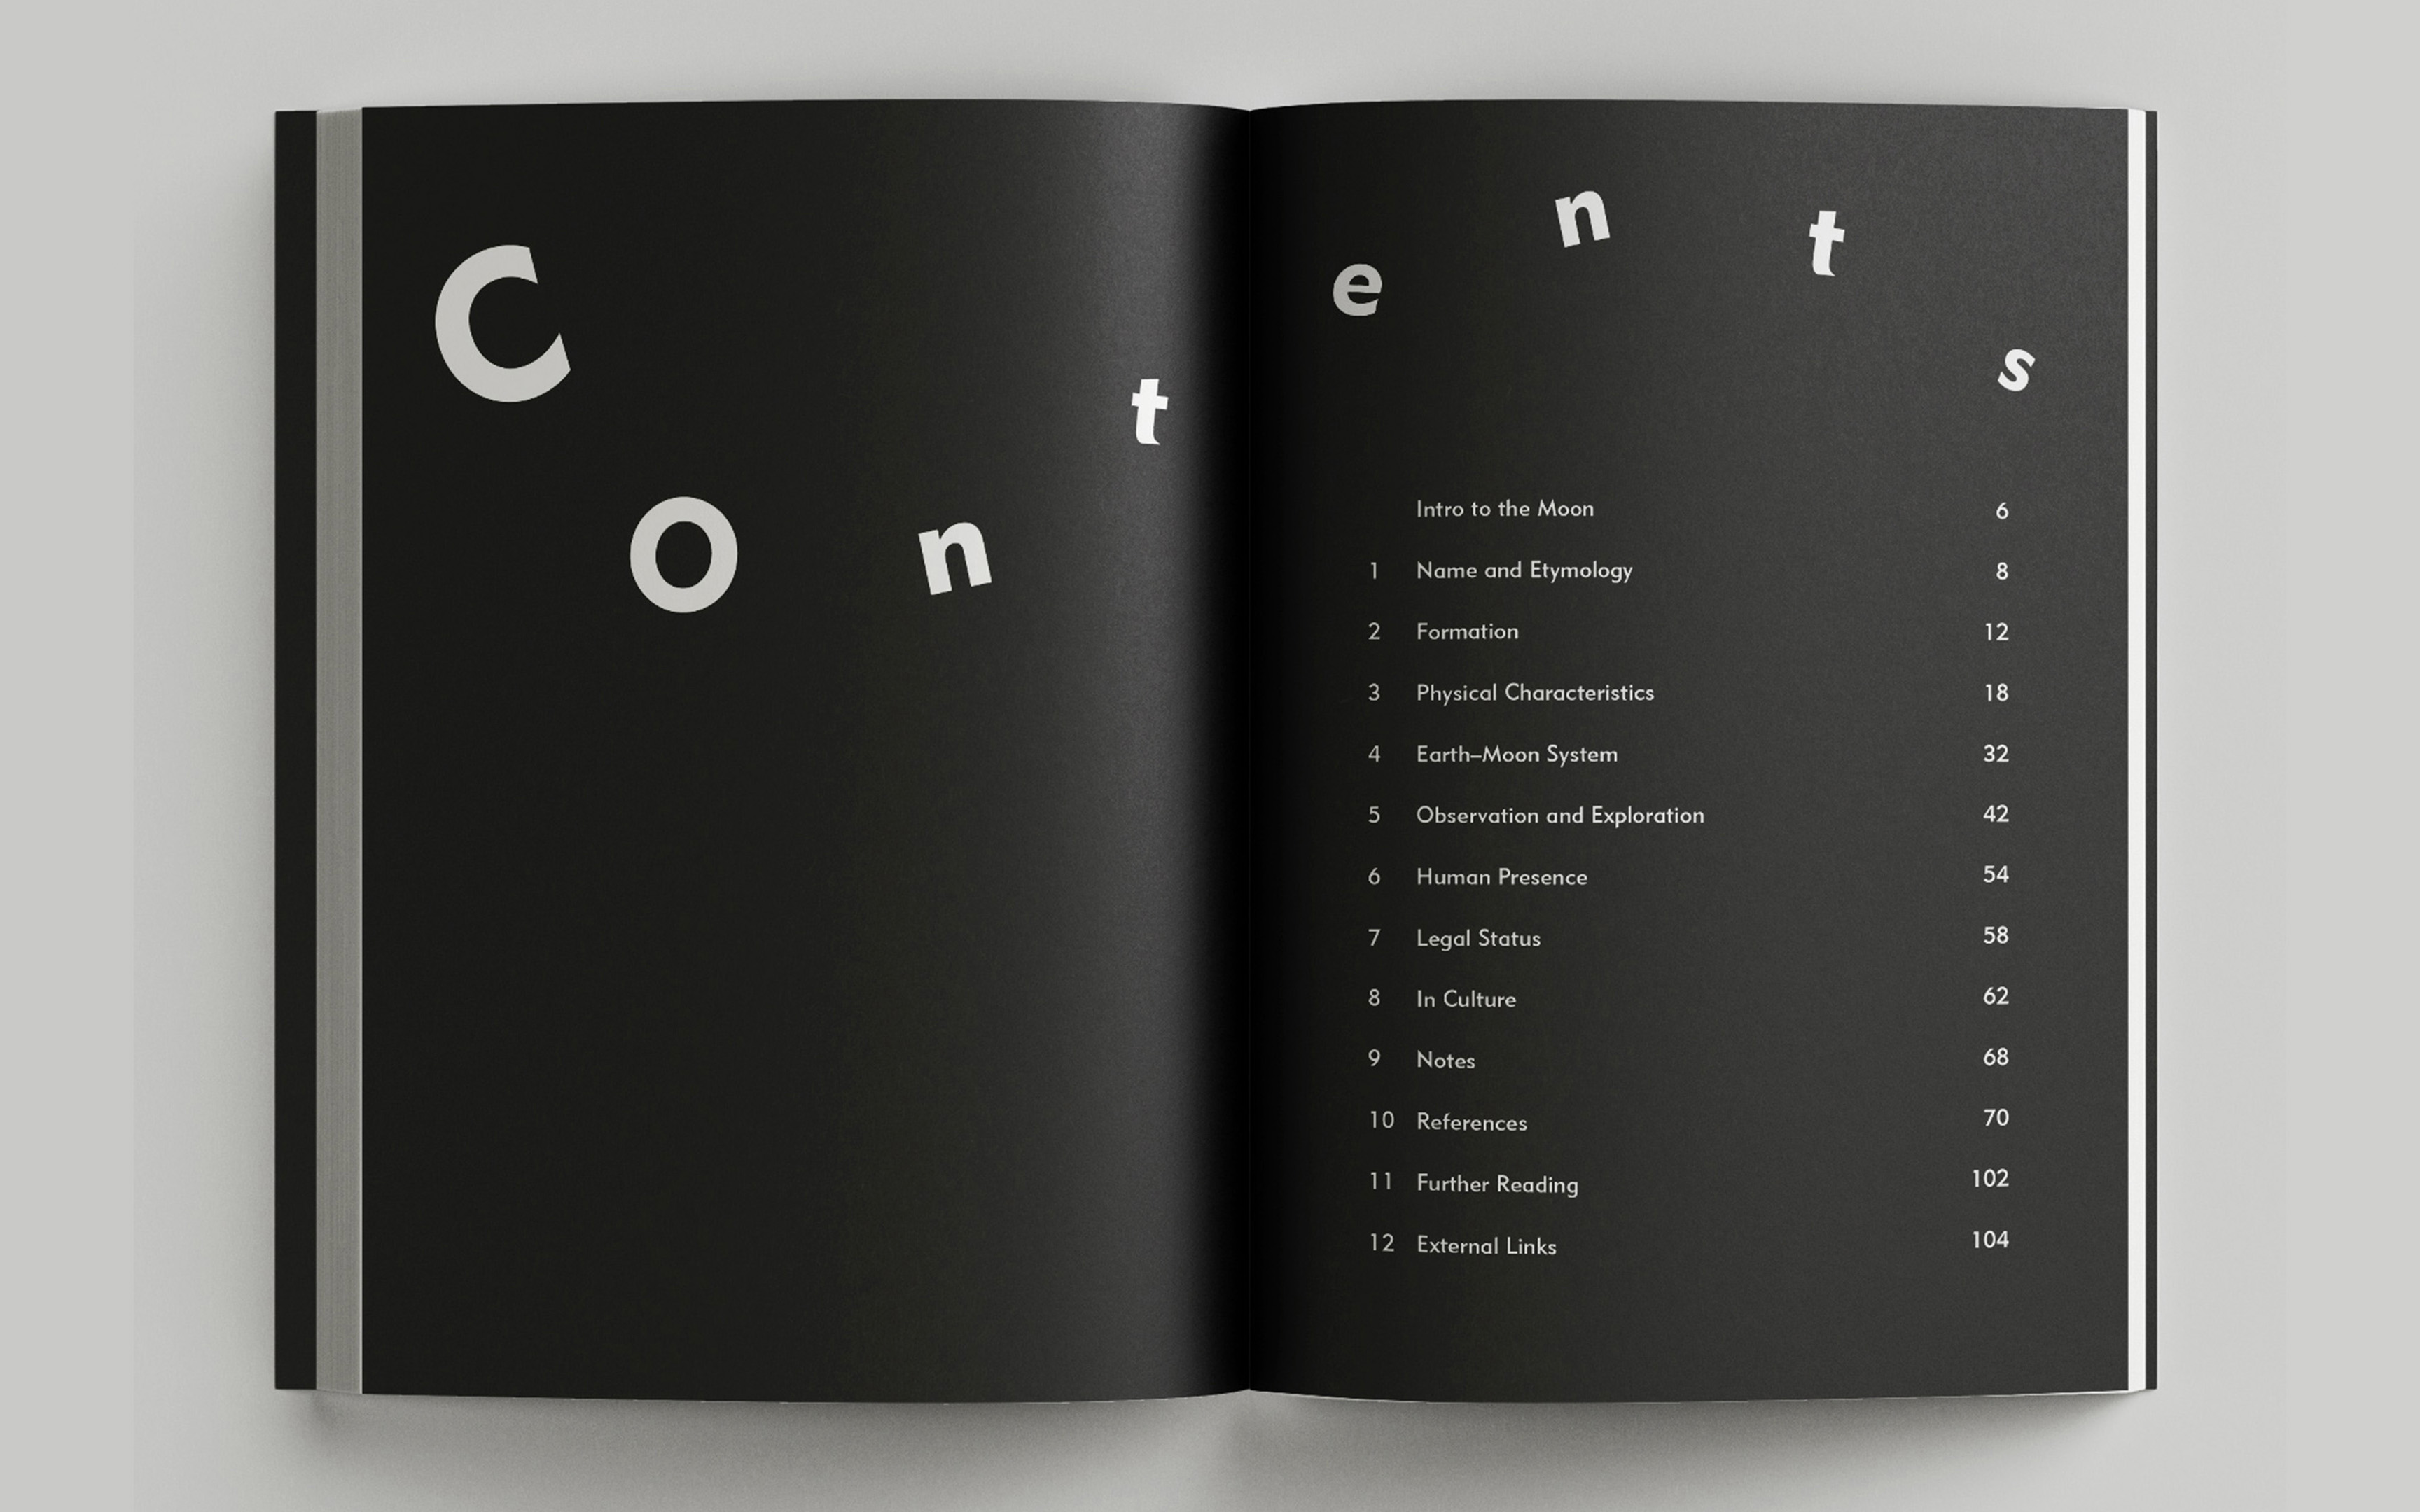 Contents
Intro to the Moon 6
1 Name and Etymology 8
2 Formation 12
3 Physical Characteristics 18
4 Earth–Moon System 32
5 Observation and Exploration 42
6 Human Presence 54
7 Legal Status 58
8 In Culture 62
9 Notes 68
10 References 70
11 Further Reading 102
12 External Links 104